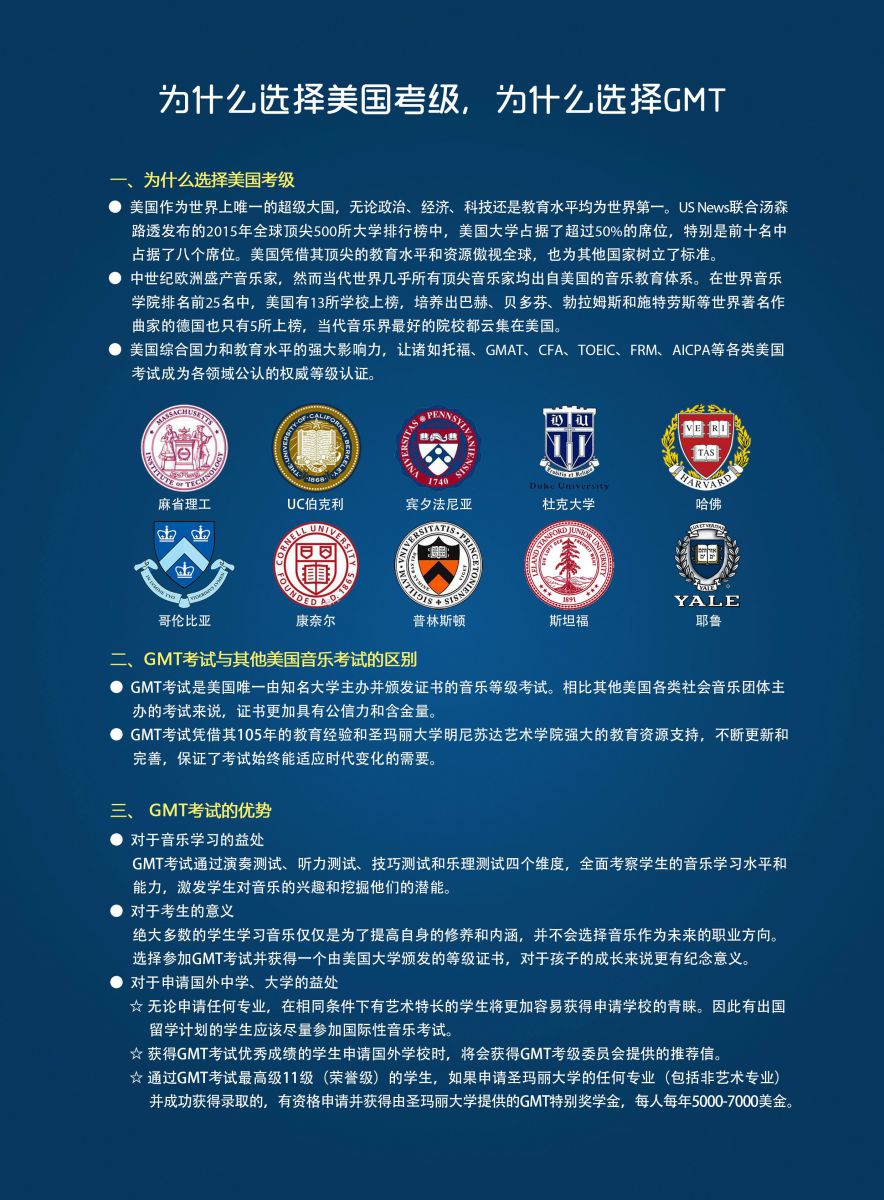 为什么选择美国考级，为什么选择GMT
一、为什么选择美国考级
● 美国作为世界上唯一的超级大国，无论政治、经济、科技还是教育水平均为世界第一。US News联合汤森
路透发布的2015年全球顶尖500所大学排行榜中，美国大学占据了超过50%的席位，特别是前十名中
占据了八个席位。美国凭借其顶尖的教育水平和资源傲视全球，也为其他国家树立了标准。
● 中世纪欧洲盛产音乐家，然而当代世界几乎所有顶尖音乐家均出自美国的音乐教育体系。在世界音乐
学院排名前25名中，美国有13所学校上榜，培养出巴赫、贝多芬、勃拉姆斯和施特劳斯等世界著名作
曲家的德国也只有5所上榜，当代音乐界最好的院校都云集在美国。
● 美国综合国力和教育水平的强大影响力，让诸如托福、GMAT、CFA、TOEIC、FRM、AICPA等各类美国
考试成为各领域公认的权威等级认证。
MASSACHUSETTS INSTITUTE OF TECHNOLOGY
THE UNIVERSITY OF CALIFORNIA BERKELEY 1868
UNIVERSITAS PENNSYLVANIENSIS 1740
DU Duke University
VERITAS HARVARD
麻省理工 UC伯克利 宾夕法尼亚 杜克大学 哈佛
CORNELL UNIVERSITY FOUNDED A.D. 1865
SIGILLVM VNIVERSITATIS PRINCETONENSIS
LELAND STANFORD JUNIOR UNIVERSITY 1891
YALE
哥伦比亚 康奈尔 普林斯顿 斯坦福 耶鲁
二、GMT考试与其他美国音乐考试的区别
● GMT考试是美国唯一由知名大学主办并颁发证书的音乐等级考试。相比其他美国各类社会音乐团体主
办的考试来说，证书更加具有公信力和含金量。
● GMT考试凭借其105年的教育经验和圣玛丽大学明尼苏达艺术学院强大的教育资源支持，不断更新和
完善，保证了考试始终能适应时代变化的需要。
三、 GMT考试的优势
● 对于音乐学习的益处
GMT考试通过演奏测试、听力测试、技巧测试和乐理测试四个维度，全面考察学生的音乐学习水平和
能力，激发学生对音乐的兴趣和挖掘他们的潜能。
● 对于考生的意义
绝大多数的学生学习音乐仅仅是为了提高自身的修养和内涵，并不会选择音乐作为未来的职业方向。
选择参加GMT考试并获得一个由美国大学颁发的等级证书，对于孩子的成长来说更有纪念意义。
● 对于申请国外中学、大学的益处
☆ 无论申请任何专业，在相同条件下有艺术特长的学生将更加容易获得申请学校的青睐。因此有出国
留学计划的学生应该尽量参加国际性音乐考试。
☆ 获得GMT考试优秀成绩的学生申请国外学校时，将会获得GMT考级委员会提供的推荐信。
☆ 通过GMT考试最高级11级（荣誉级）的学生，如果申请圣玛丽大学的任何专业（包括非艺术专业）
并成功获得录取的，有资格申请并获得由圣玛丽大学提供的GMT特别奖学金，每人每年5000-7000美金。